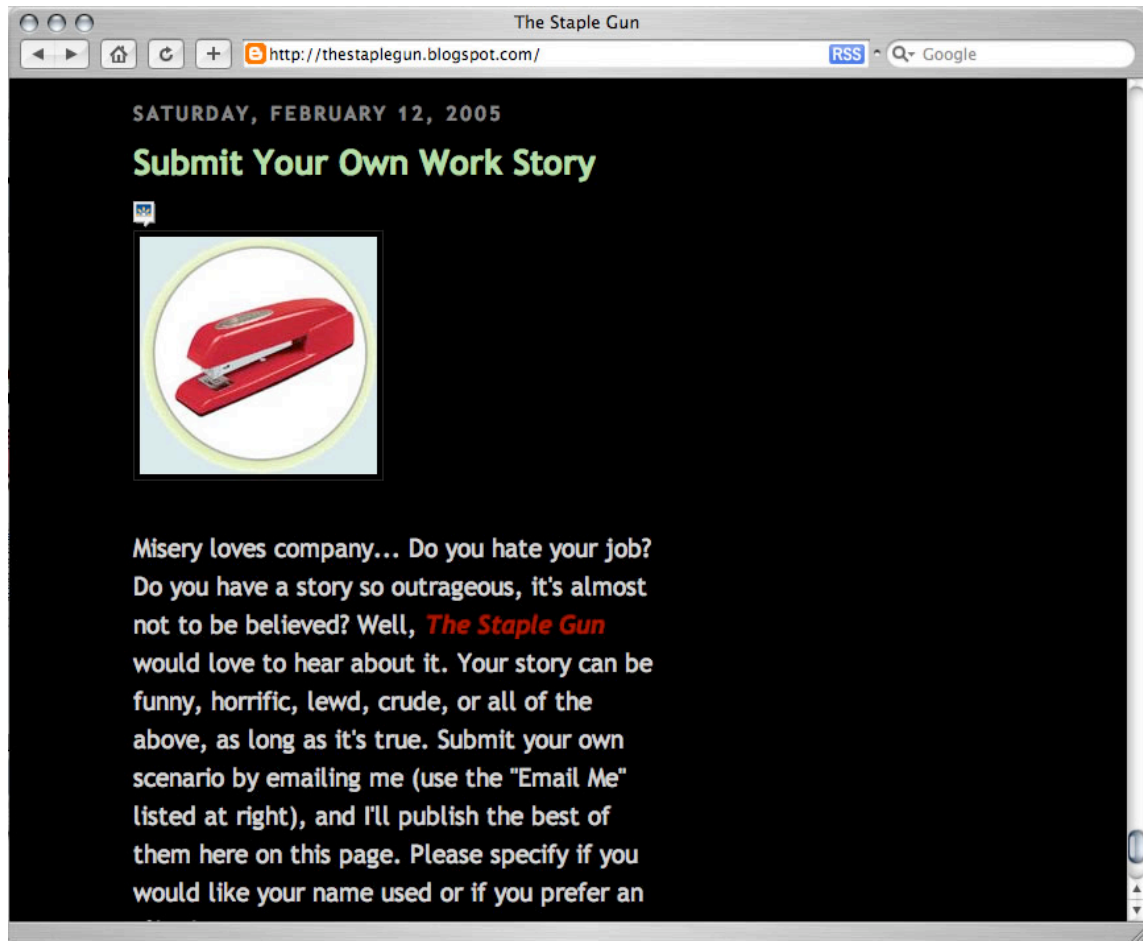 The Staple Gun
http://thestaplegun.blogspot.com/
RSS
Google
SATURDAY, FEBRUARY 12, 2005
Submit Your Own Work Story
Misery loves company... Do you hate your job?
Do you have a story so outrageous, it's almost
not to be believed? Well, The Staple Gun
would love to hear about it. Your story can be
funny, horrific, lewd, crude, or all of the
above, as long as it's true. Submit your own
scenario by emailing me (use the "Email Me"
listed at right), and I'll publish the best of
them here on this page. Please specify if you
would like your name used or if you prefer an